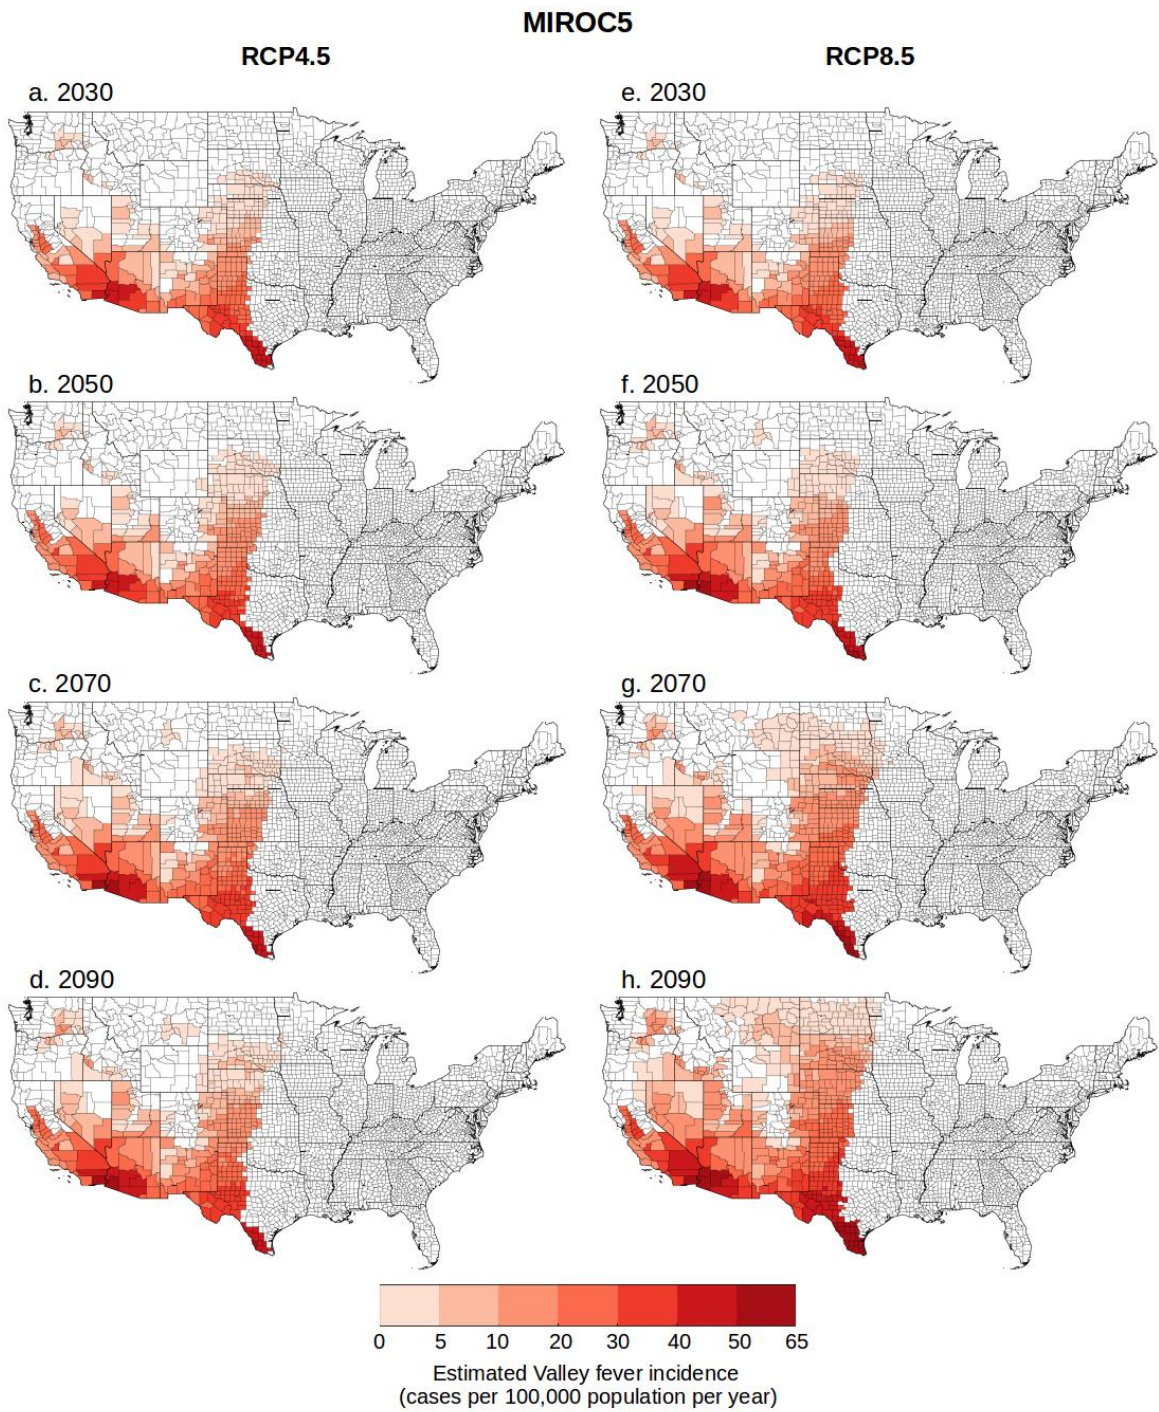 MIROC5
RCP4.5
RCP8.5
a. 2030
e. 2030
b. 2050
f. 2050
c. 2070
g. 2070
d. 2090
h. 2090
0 5 10 20 30 40 50 65
Estimated Valley fever incidence
(cases per 100,000 population per year)